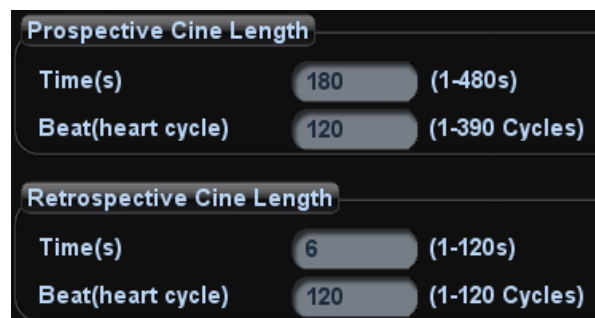 Prospective Cine Length
Time(s) 180 (1-480s)
Beat(heart cycle) 120 (1-390 Cycles)
Retrospective Cine Length
Time(s) 6 (1-120s)
Beat(heart cycle) 120 (1-120 Cycles)